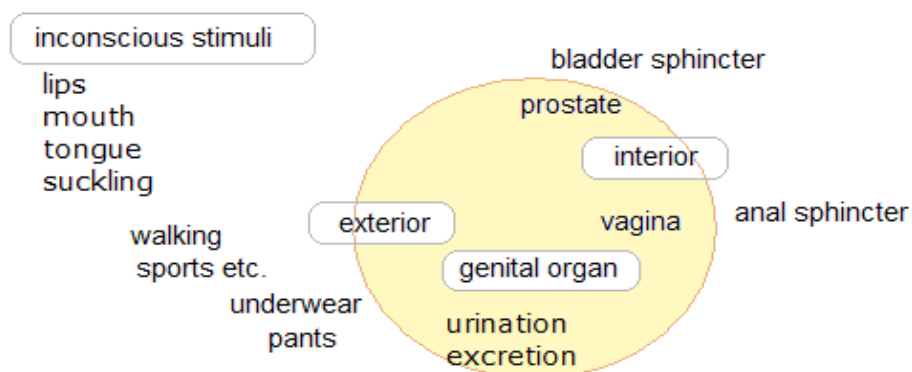 inconscious stimuli
lips
mouth
tongue
suckling
bladder sphincter
prostate
interior
exterior
vagina
anal sphincter
walking
sports etc.
genital organ
underwear
pants
urination
excretion